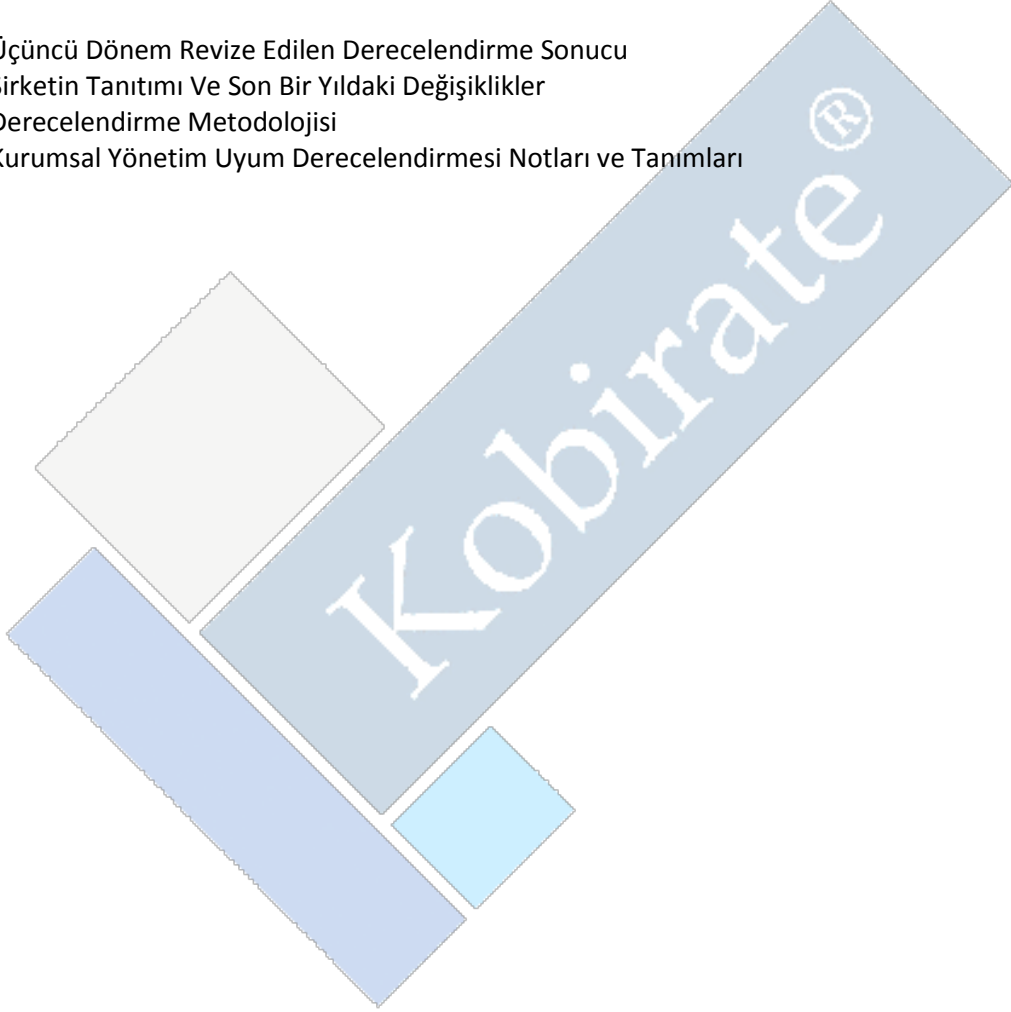 Üçüncü Dönem Revize Edilen Derecelendirme Sonucu
Şirketin Tanıtımı Ve Son Bir Yıldaki Değişiklikler
Derecelendirme Metodolojisi
Kurumsal Yönetim Uyum Derecelendirmesi Notları ve Tanımları
Kobirate ®